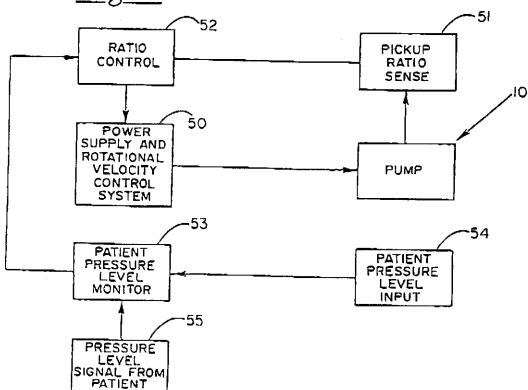 52
RATIO
CONTROL
51
PICKUP
RATIO
SENSE
10
50
POWER
SUPPLY AND
ROTATIONAL
VELOCITY
CONTROL
SYSTEM
PUMP
53
PATIENT
PRESSURE
LEVEL
MONITOR
54
PATIENT
PRESSURE
LEVEL
INPUT
55
PRESSURE
LEVEL
SIGNAL FROM
PATIENT